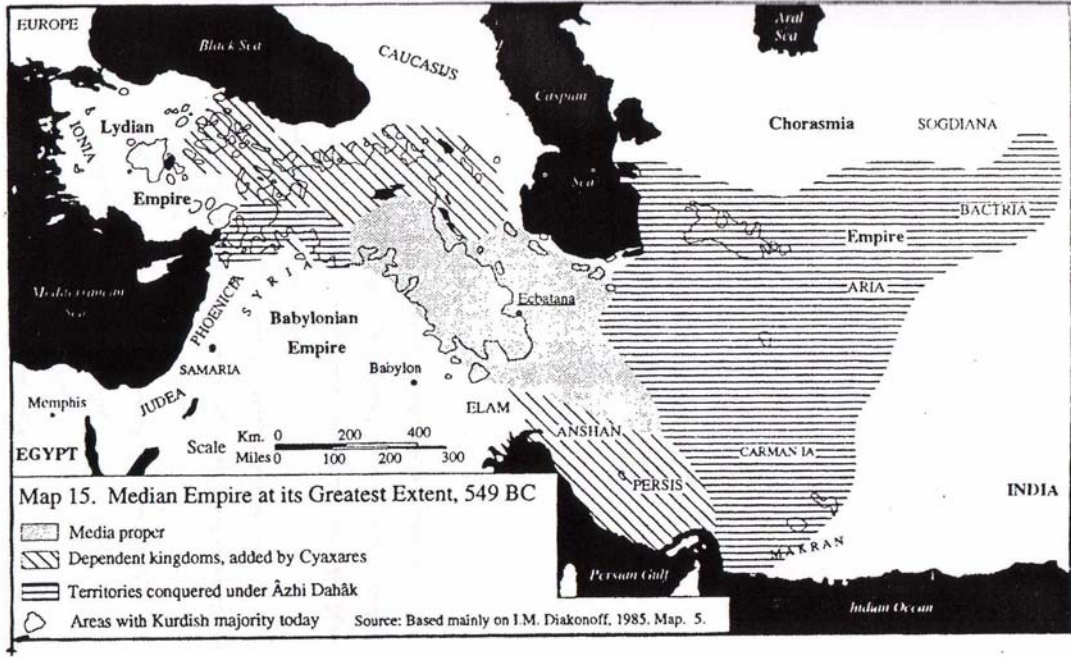 EUROPE
Black Sea
CAUCASUS
Aral
Sea
Caspian
Sea
Lydian
Empire
IONIA
Chorasmia
SOGDIANA
BACTRIA
Empire
ARIA
Mediterranean
Sea
PHOENICIA
SYRIA
Ecbatana
Babylonian
Empire
SAMARIA
Babylon
JUDEA
Memphis
ELAM
EGYPT
Scale
Km. 0 200 400
Miles 0 100 200 300
ANSHAN
PERSIS
CARMANIA
INDIA
MAKRAN
Persian Gulf
Indian Ocean
Map 15. Median Empire at its Greatest Extent, 549 BC
Media proper
Dependent kingdoms, added by Cyaxares
Territories conquered under Âzhi Dahâk
Areas with Kurdish majority today
Source: Based mainly on I.M. Diakonoff, 1985. Map. 5.